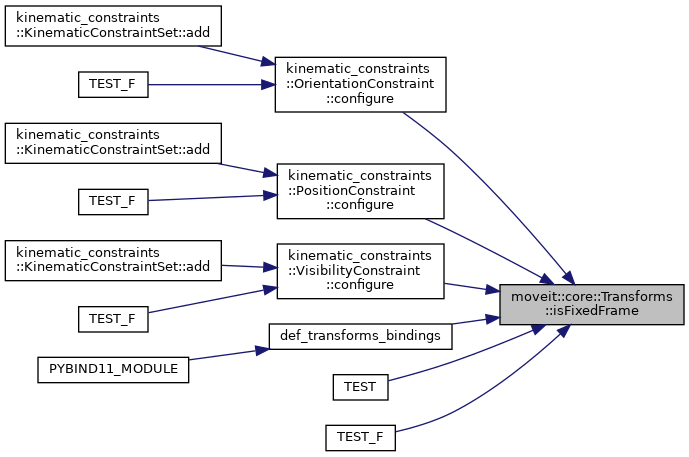 kinematic_constraints
::KinematicConstraintSet::add
TEST_F
kinematic_constraints
::OrientationConstraint
::configure
kinematic_constraints
::KinematicConstraintSet::add
TEST_F
kinematic_constraints
::PositionConstraint
::configure
kinematic_constraints
::KinematicConstraintSet::add
TEST_F
kinematic_constraints
::VisibilityConstraint
::configure
moveit::core::Transforms
::isFixedFrame
def_transforms_bindings
PYBIND11_MODULE
TEST
TEST_F